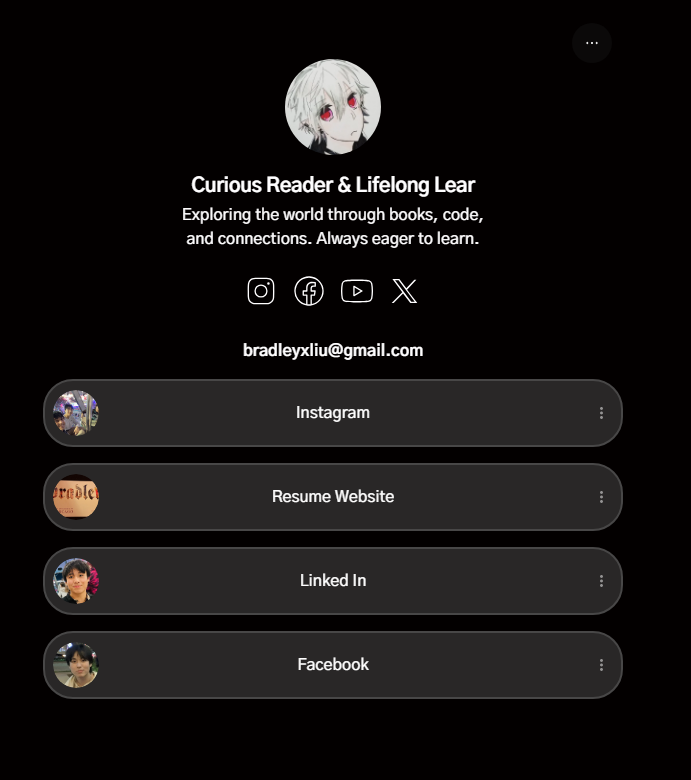 Curious Reader & Lifelong Lear
Exploring the world through books, code,
and connections. Always eager to learn.
bradleyxliu@gmail.com
Instagram
bradle
Resume Website
Linked In
Facebook